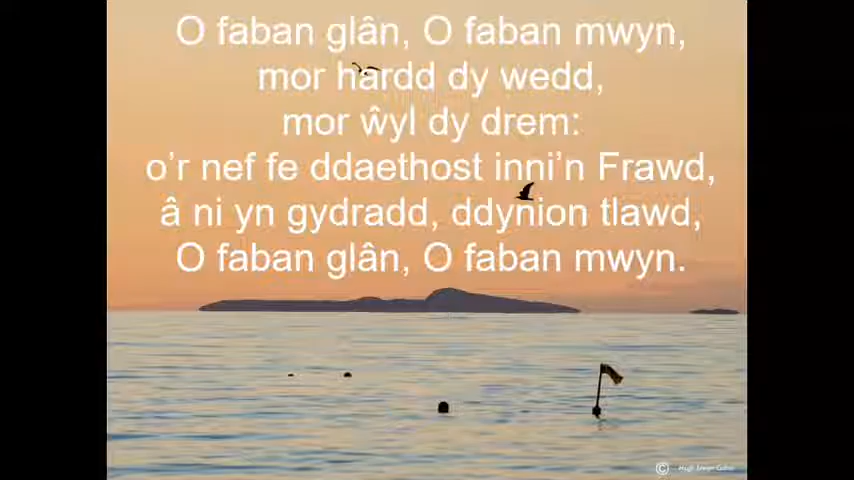 O faban glân, O faban mwyn,
mor hardd dy wedd,
mor ŵyl dy drem:
o’r nef fe ddaethost inni’n Frawd,
â ni yn gydradd, ddynion tlawd,
O faban glân, O faban mwyn.
©